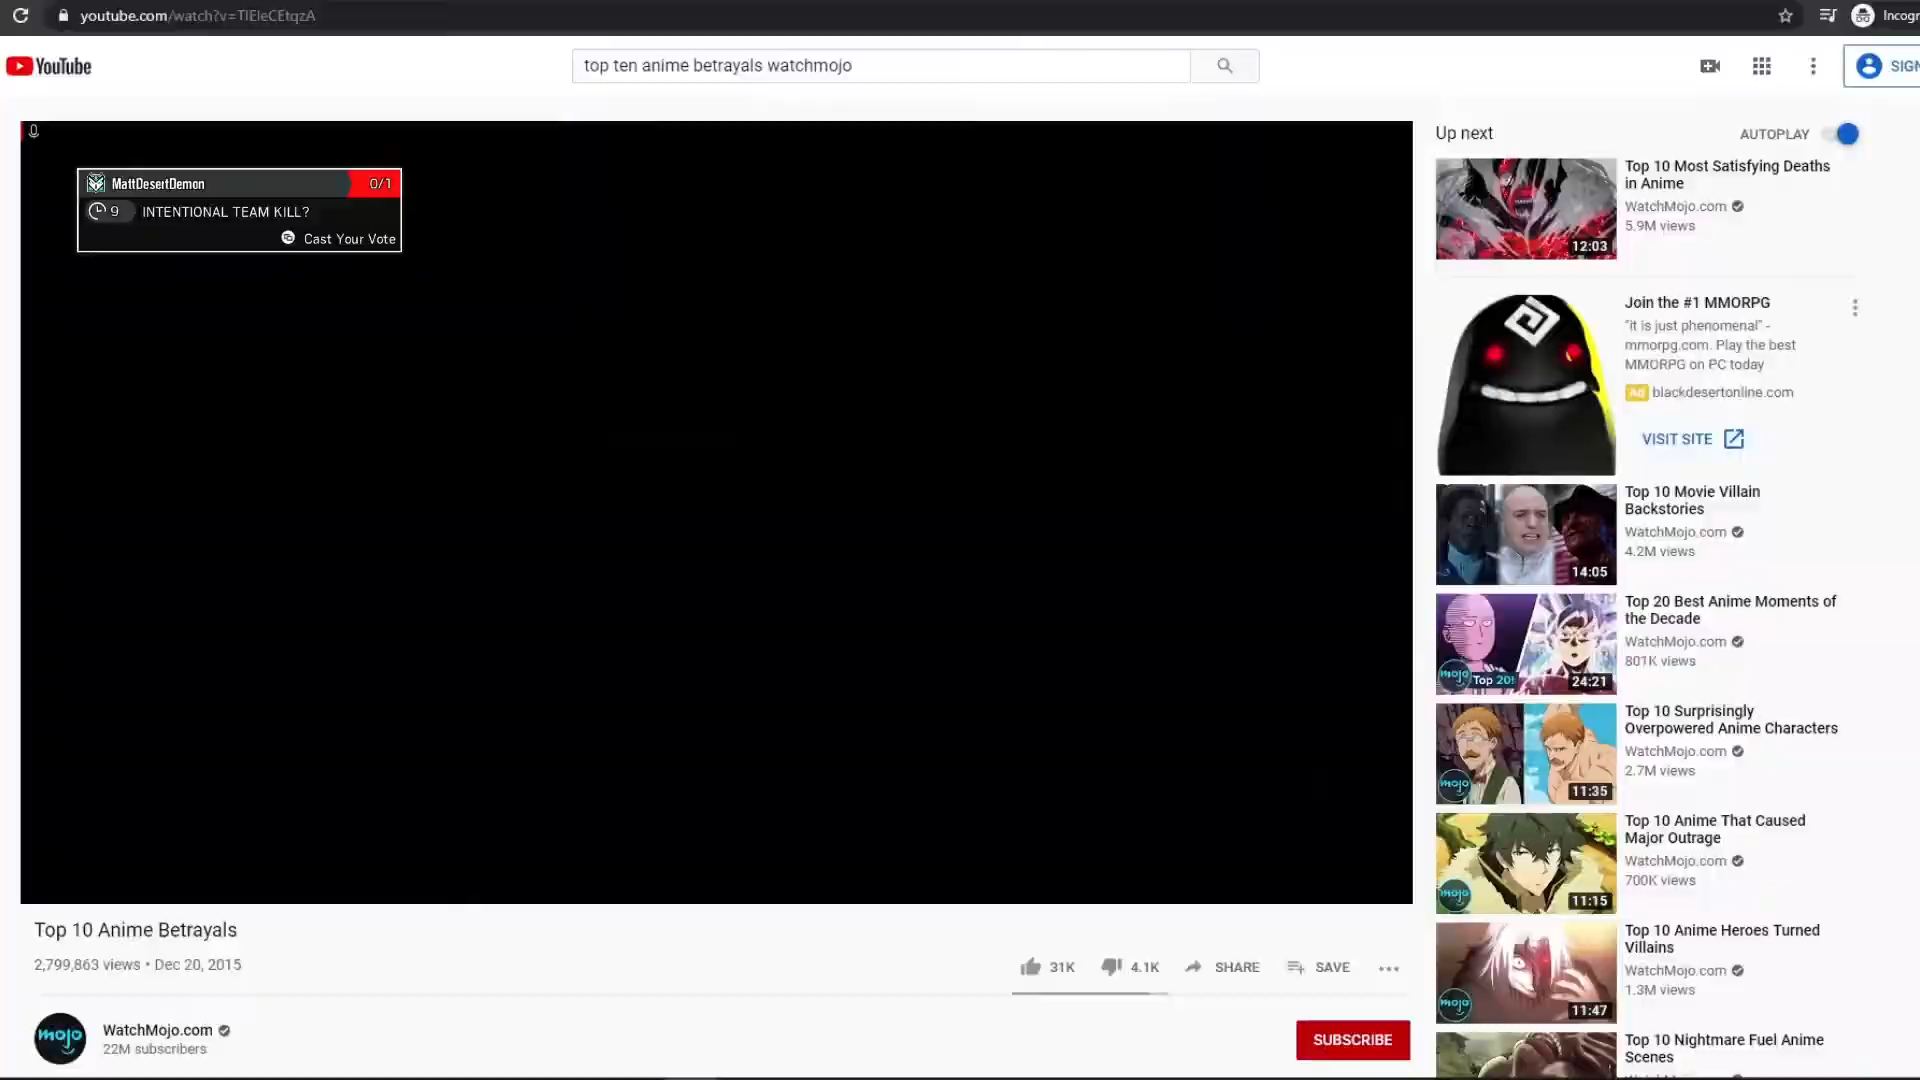 youtube.com/watch?v=TlEleCEtqzA
Incogr
YouTube
top ten anime betrayals watchmojo
SIGN
MattDesertDemon
0/1
9 INTENTIONAL TEAM KILL?
Cast Your Vote
Top 10 Anime Betrayals
2,799,863 views • Dec 20, 2015
31K
4.1K
SHARE
SAVE
mojo
WatchMojo.com
22M subscribers
SUBSCRIBE
Up next
AUTOPLAY
12:03
Top 10 Most Satisfying Deaths
in Anime
WatchMojo.com
5.9M views
Join the #1 MMORPG
"it is just phenomenal" -
mmorpg.com. Play the best
MMORPG on PC today
Ad blackdesertonline.com
VISIT SITE
14:05
Top 10 Movie Villain
Backstories
WatchMojo.com
4.2M views
mojo Top 20!
24:21
Top 20 Best Anime Moments of
the Decade
WatchMojo.com
801K views
mojo
11:35
Top 10 Surprisingly
Overpowered Anime Characters
WatchMojo.com
2.7M views
mojo
11:15
Top 10 Anime That Caused
Major Outrage
WatchMojo.com
700K views
mojo
11:47
Top 10 Anime Heroes Turned
Villains
WatchMojo.com
1.3M views
Top 10 Nightmare Fuel Anime
Scenes